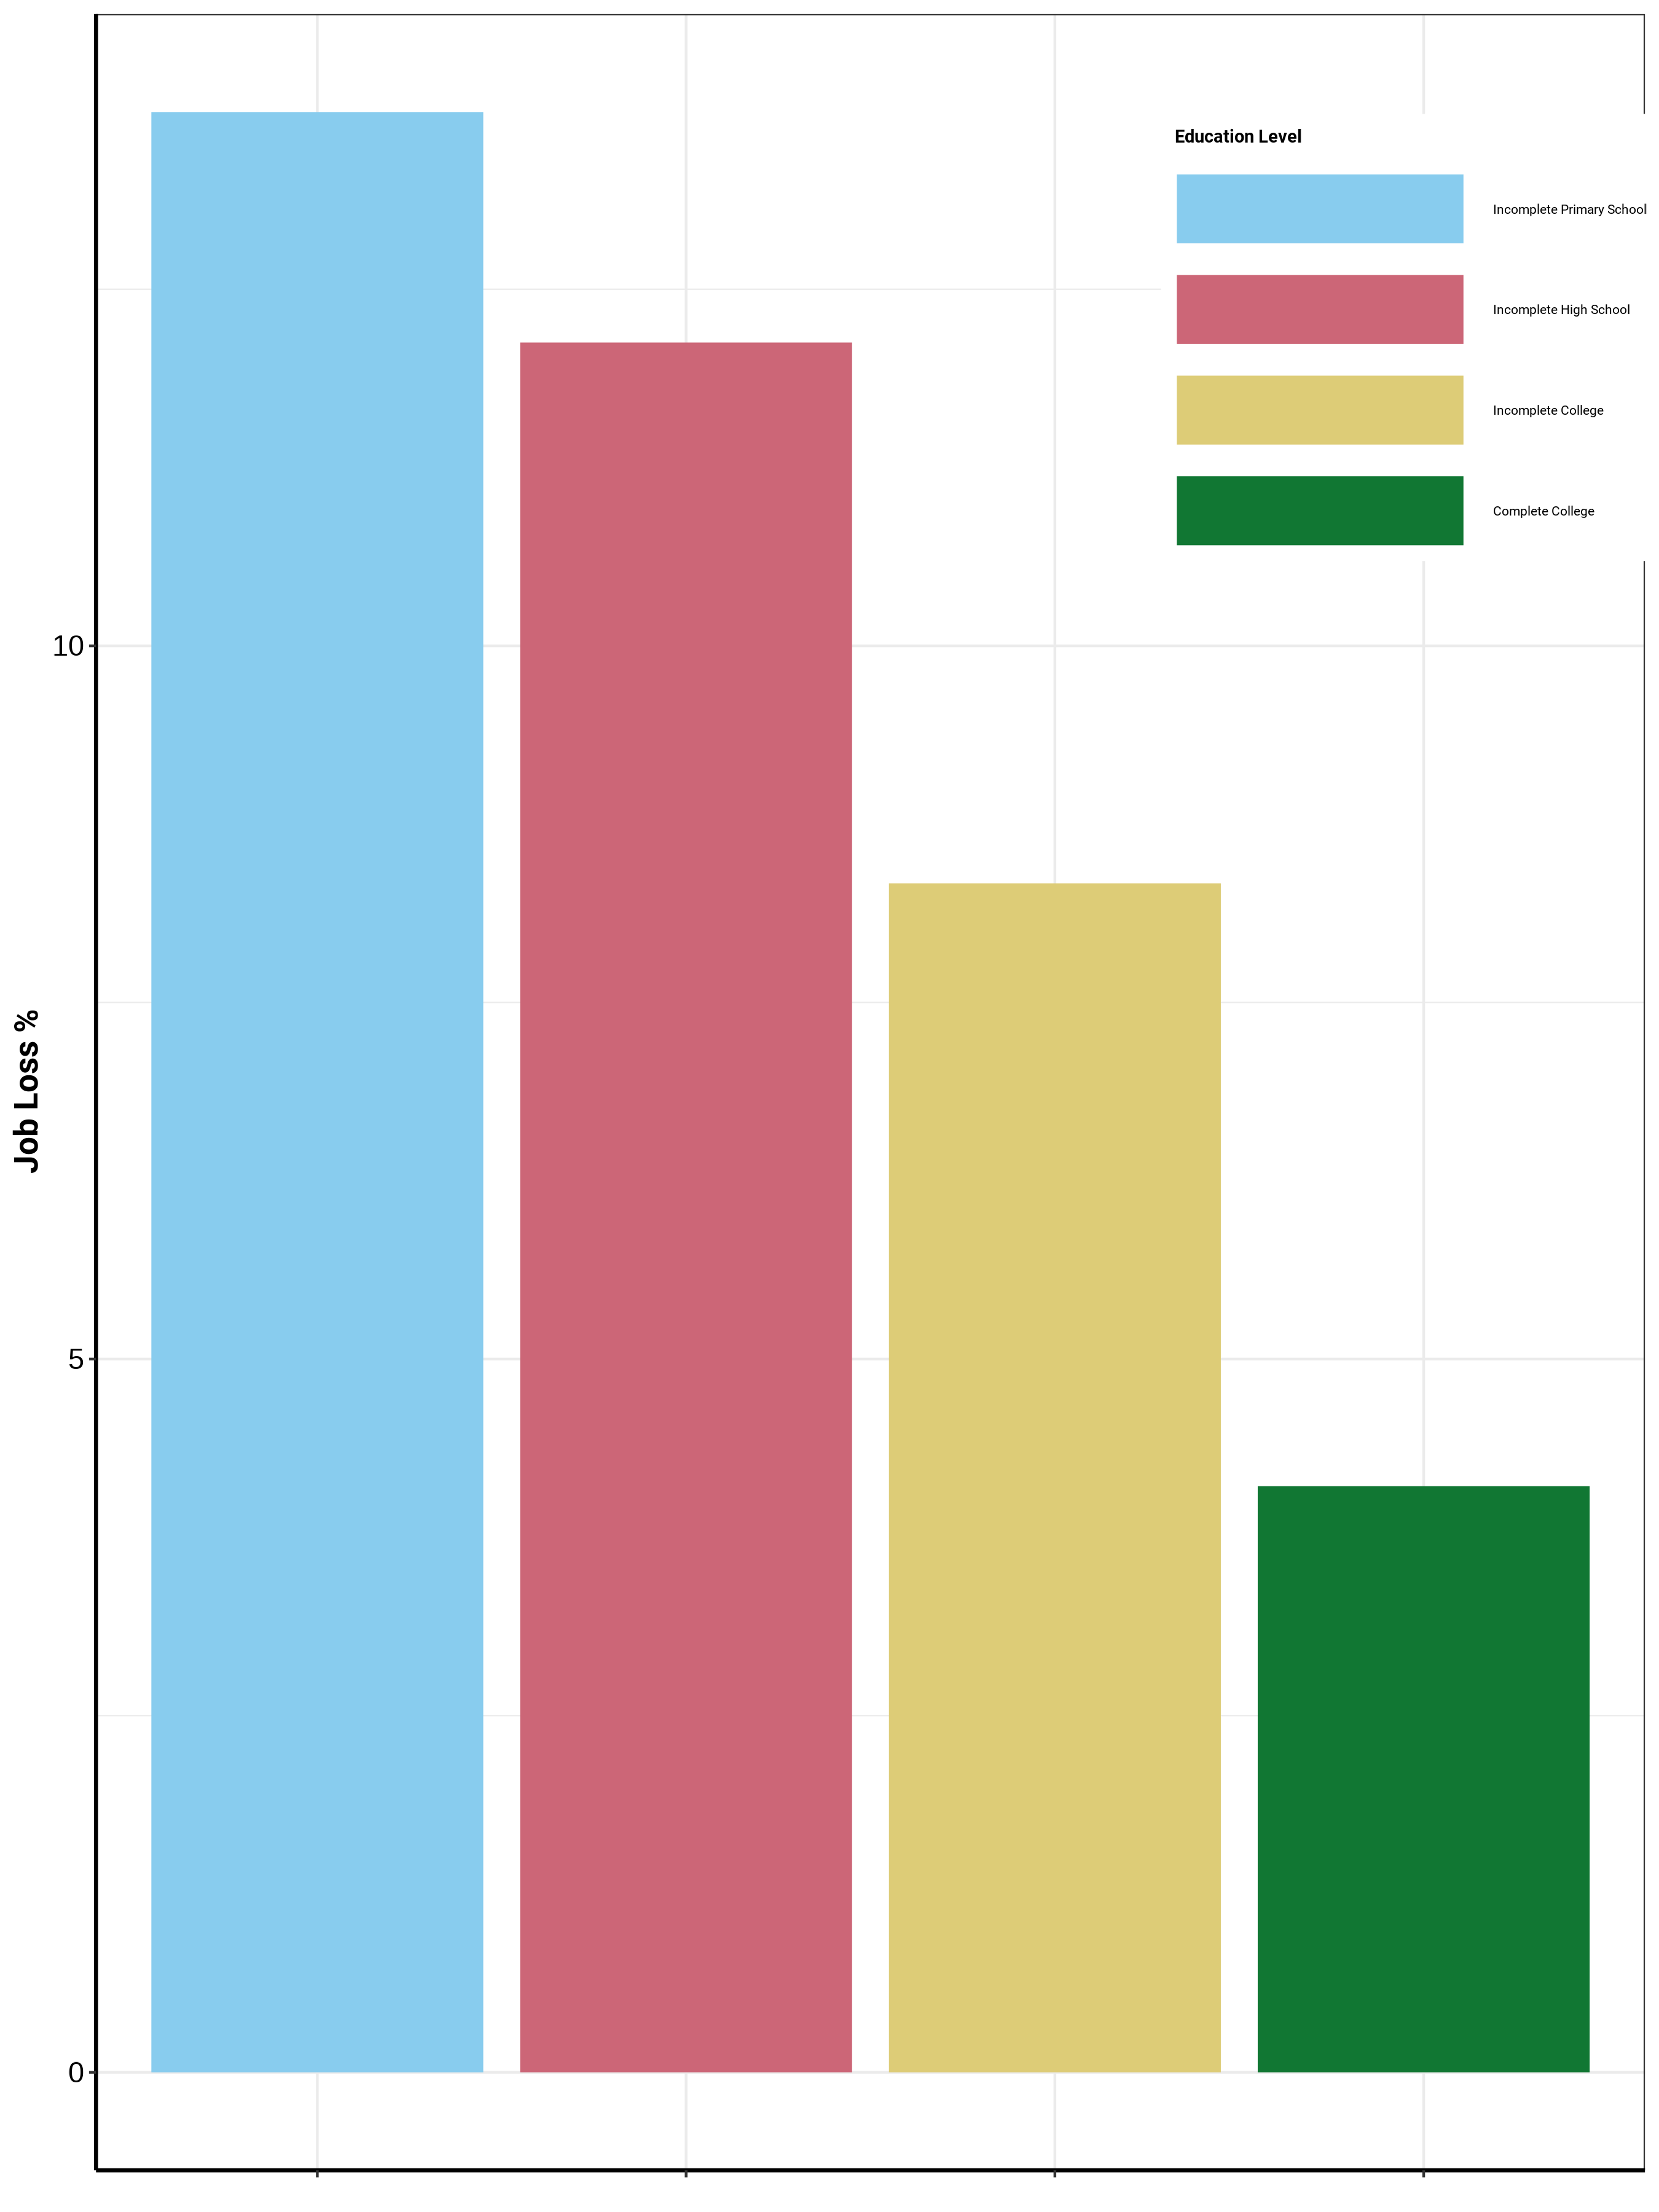 Education Level
Incomplete Primary School
Incomplete High School
Incomplete College
Complete College
10
5
0
Job Loss %